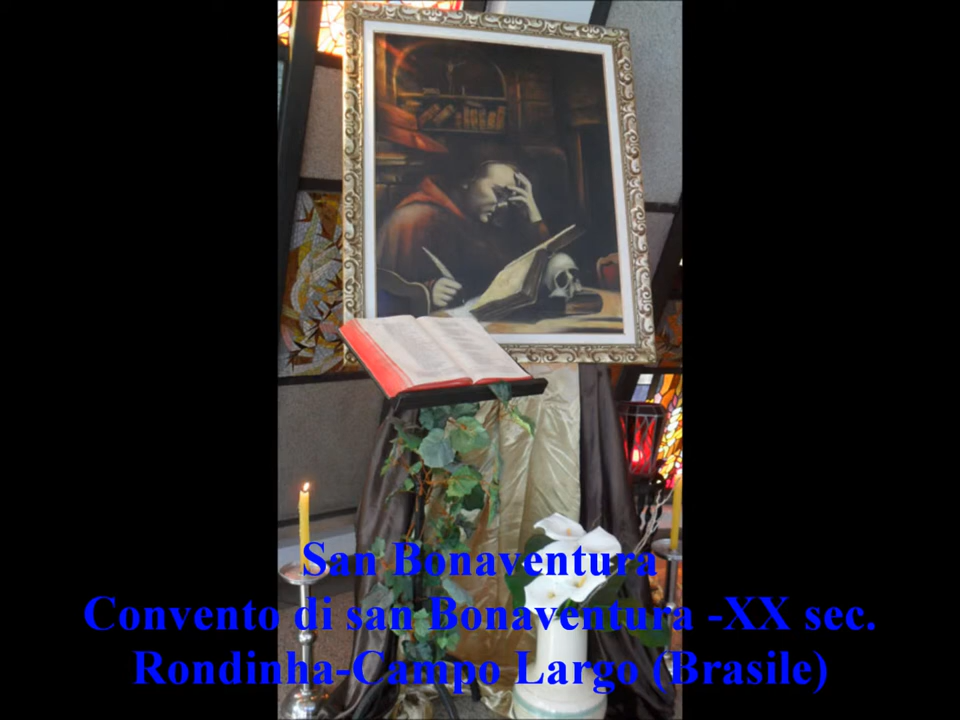 San Bonaventura
Convento di san Bonaventura -XX sec.
Rondinha-Campo Largo (Brasile)